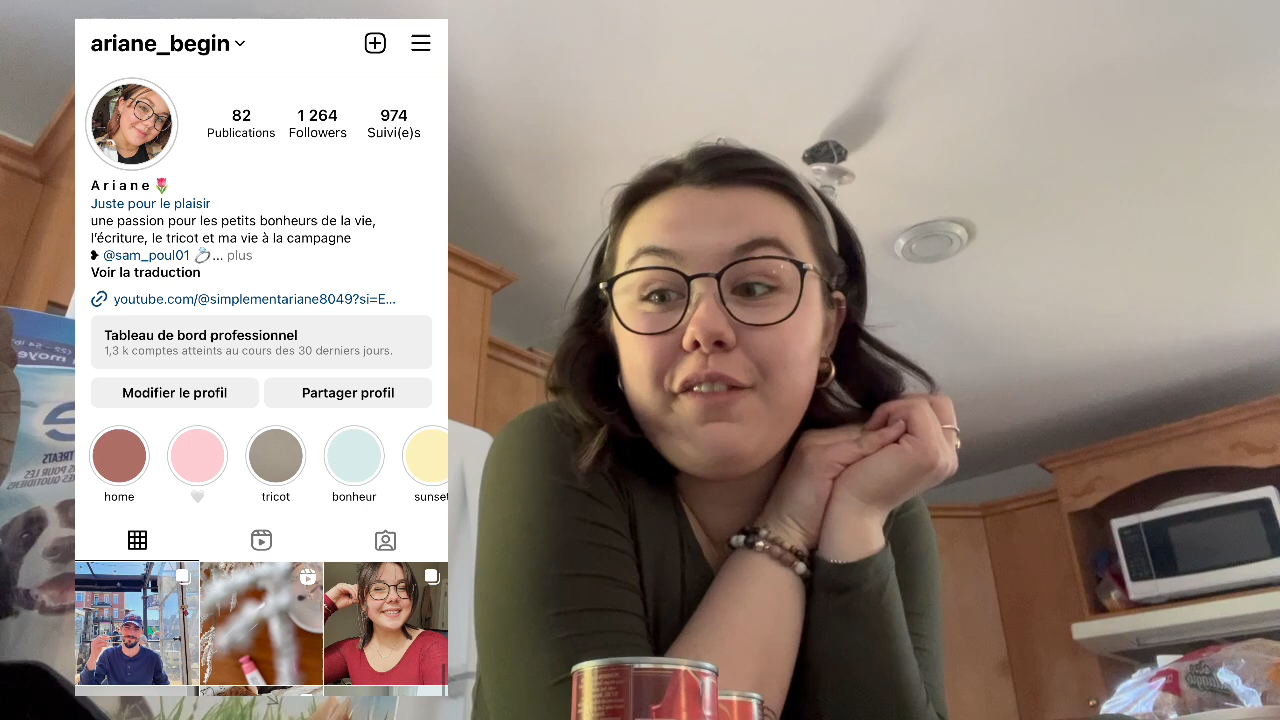 ariane_begin
82
1 264
974
Publications
Followers
Suivi(e)s
Ariane
Juste pour le plaisir
une passion pour les petits bonheurs de la vie,
l'écriture, le tricot et ma vie à la campagne
❥ @sam_poul01 💍... plus
Voir la traduction
youtube.com/@simplementariane8049?si=E...
Tableau de bord professionnel
1,3 k comptes atteints au cours des 30 derniers jours.
Modifier le profil
Partager profil
home
🤍
tricot
bonheur
sunset
TREATS